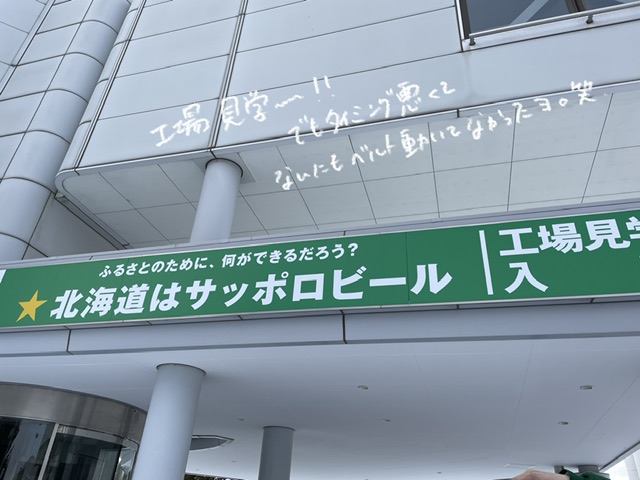 工場見学〜!!
でもタイミング悪くて
なんにもベルト動いてなかったヨ。笑
ふるさとのために、何ができるだろう?
北海道はサッポロビール
工場見学
入